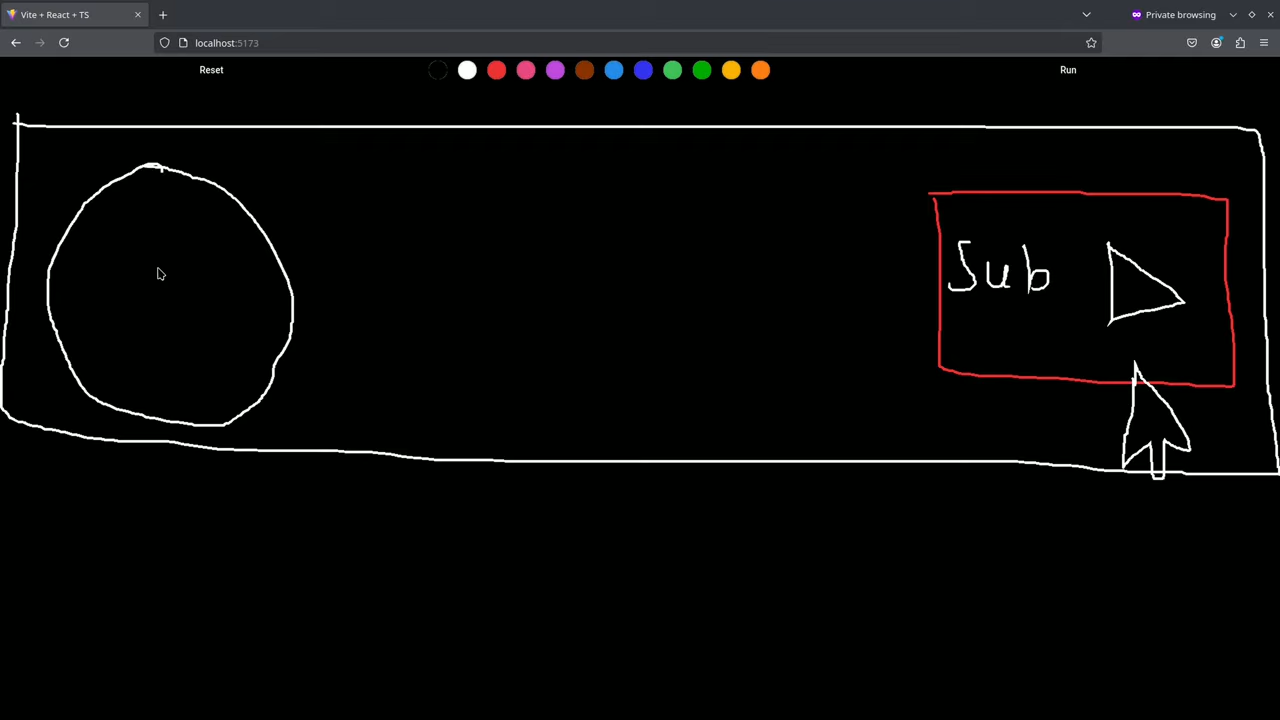 Vite + React + TS
Private browsing
localhost:5173
Reset
Run
Sub